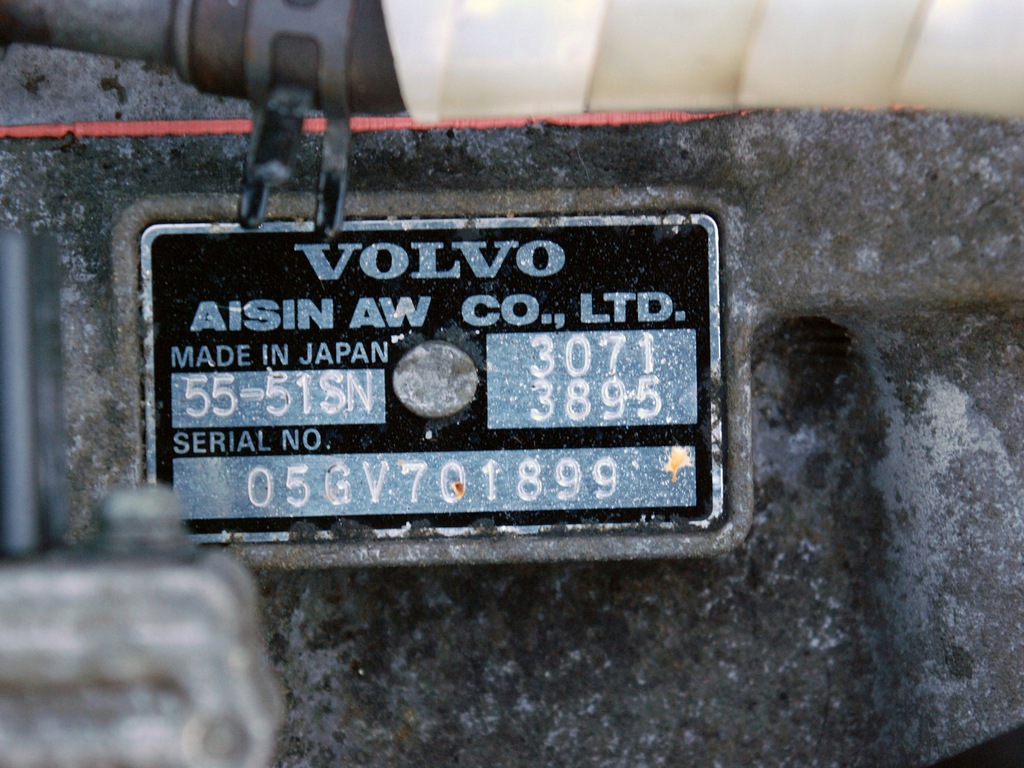 VOLVO
AISIN AW CO., LTD.
MADE IN JAPAN
55-51SN
3071
3895
SERIAL NO.
05GV701899